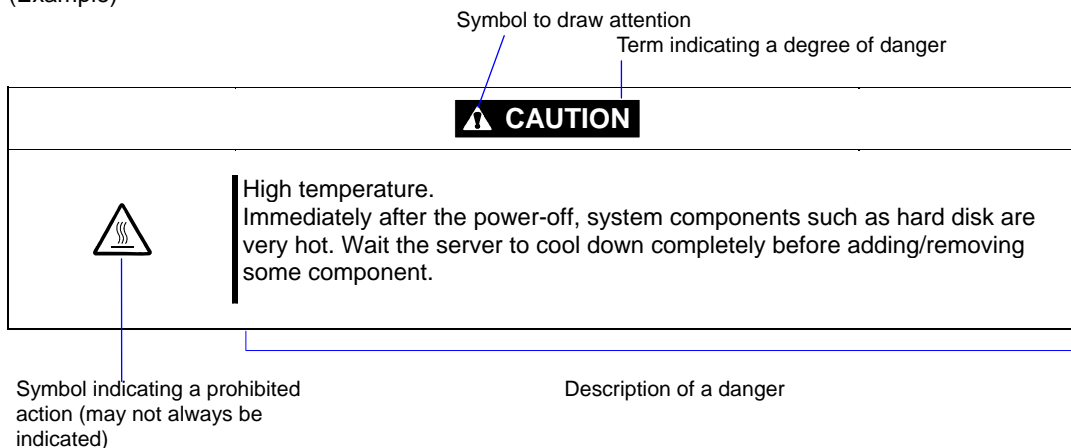 Symbol to draw attention
Term indicating a degree of danger
CAUTION
High temperature.
Immediately after the power-off, system components such as hard disk are
very hot. Wait the server to cool down completely before adding/removing
some component.
Symbol indicating a prohibited
action (may not always be
indicated)
Description of a danger